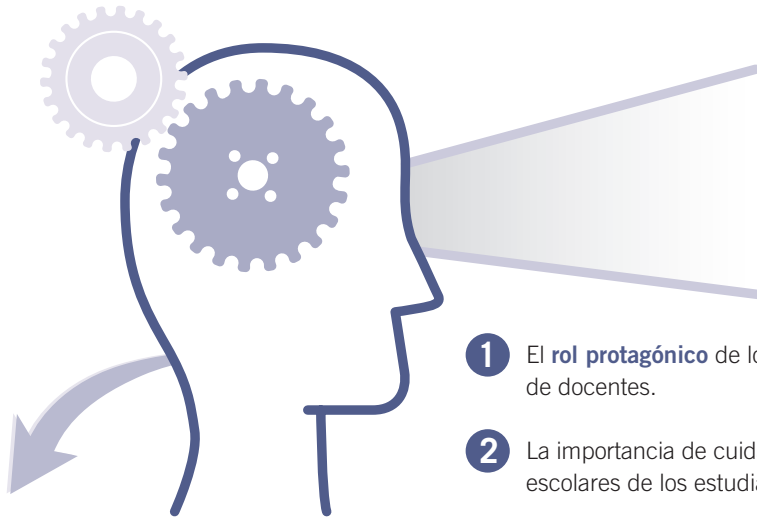 1 El rol protagónico de
de docentes.
2 La importancia de
escolares de los